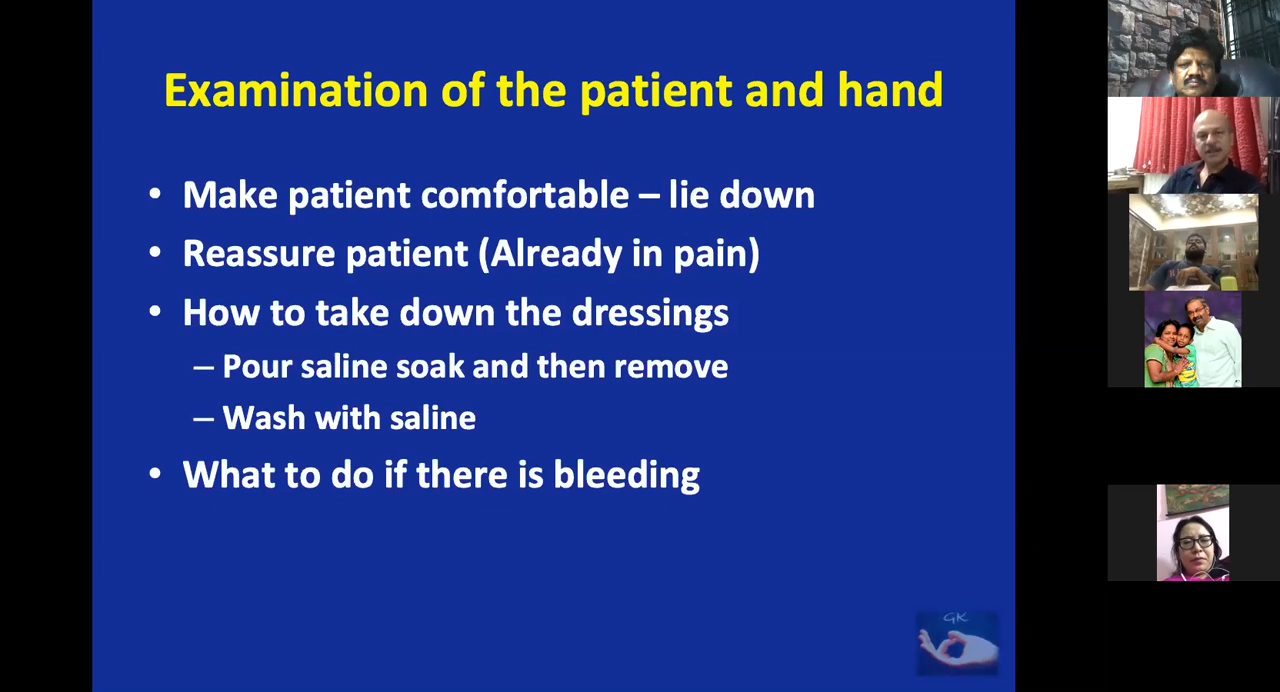 Examination of the patient and hand
• Make patient comfortable – lie down
• Reassure patient (Already in pain)
• How to take down the dressings
– Pour saline soak and then remove
– Wash with saline
• What to do if there is bleeding
GK